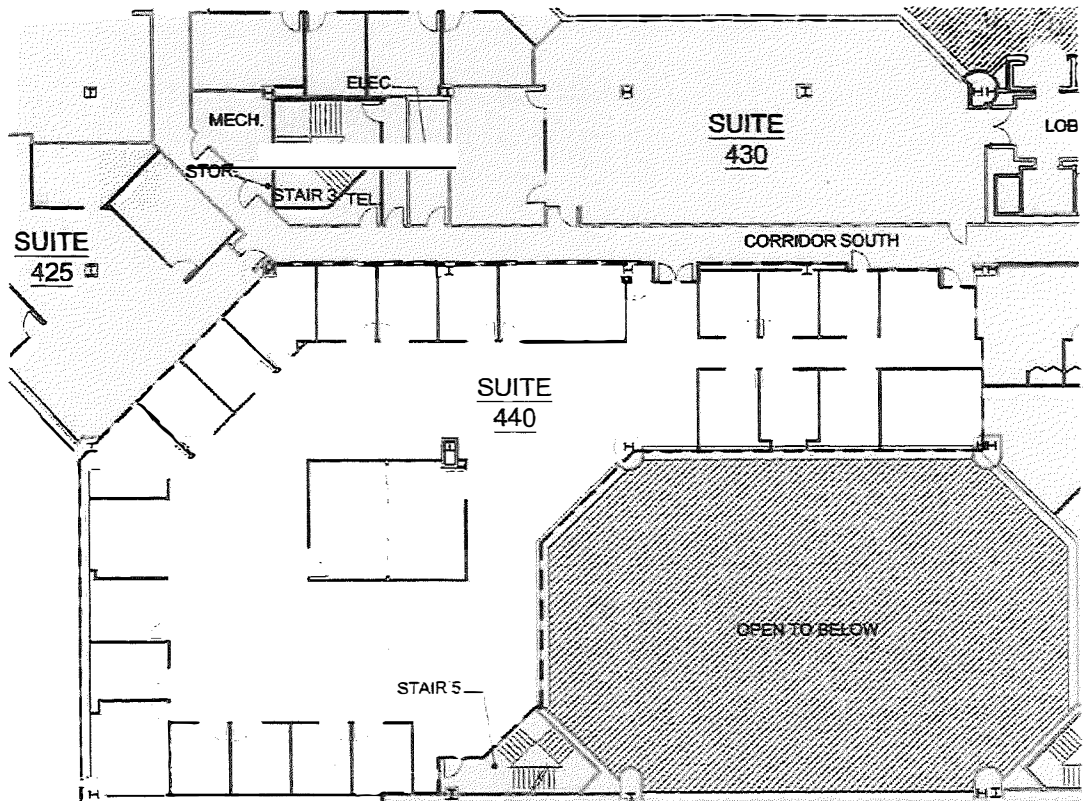 ELEC.
MECH.
SUITE
430
LOB
STOR
STAIR 3
TEL
SUITE
425
CORRIDOR SOUTH
SUITE
440
OPEN TO BELOW
STAIR 5